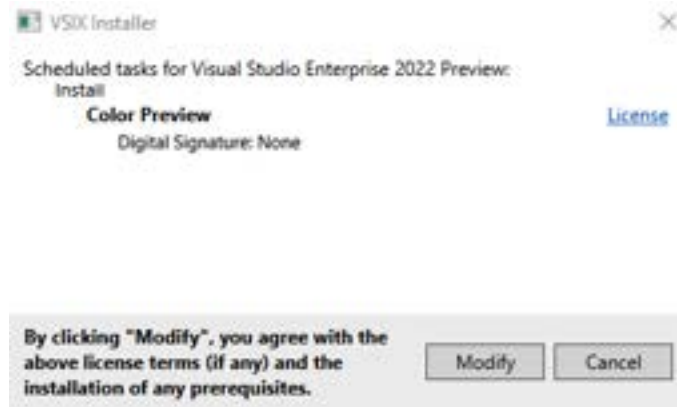 VSIX Installer
Scheduled tasks for Visual Studio Enterprise 2022 Preview:
Install
Color Preview License
Digital Signature: None
By clicking "Modify", you agree with the
above license terms (if any) and the
installation of any prerequisites.
Modify Cancel